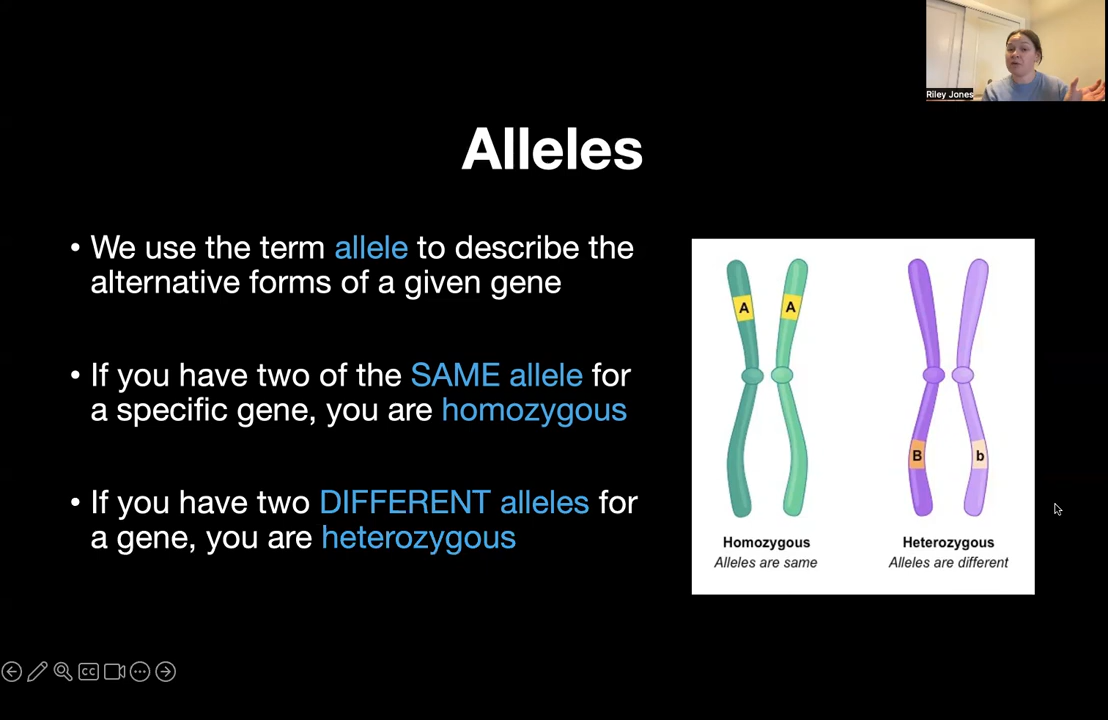 Riley Jones
Alleles
• We use the term allele to describe the
alternative forms of a given gene
• If you have two of the SAME allele for
a specific gene, you are homozygous
• If you have two DIFFERENT alleles for
a gene, you are heterozygous
A A
B b
Homozygous Heterozygous
Alleles are same Alleles are different
CC